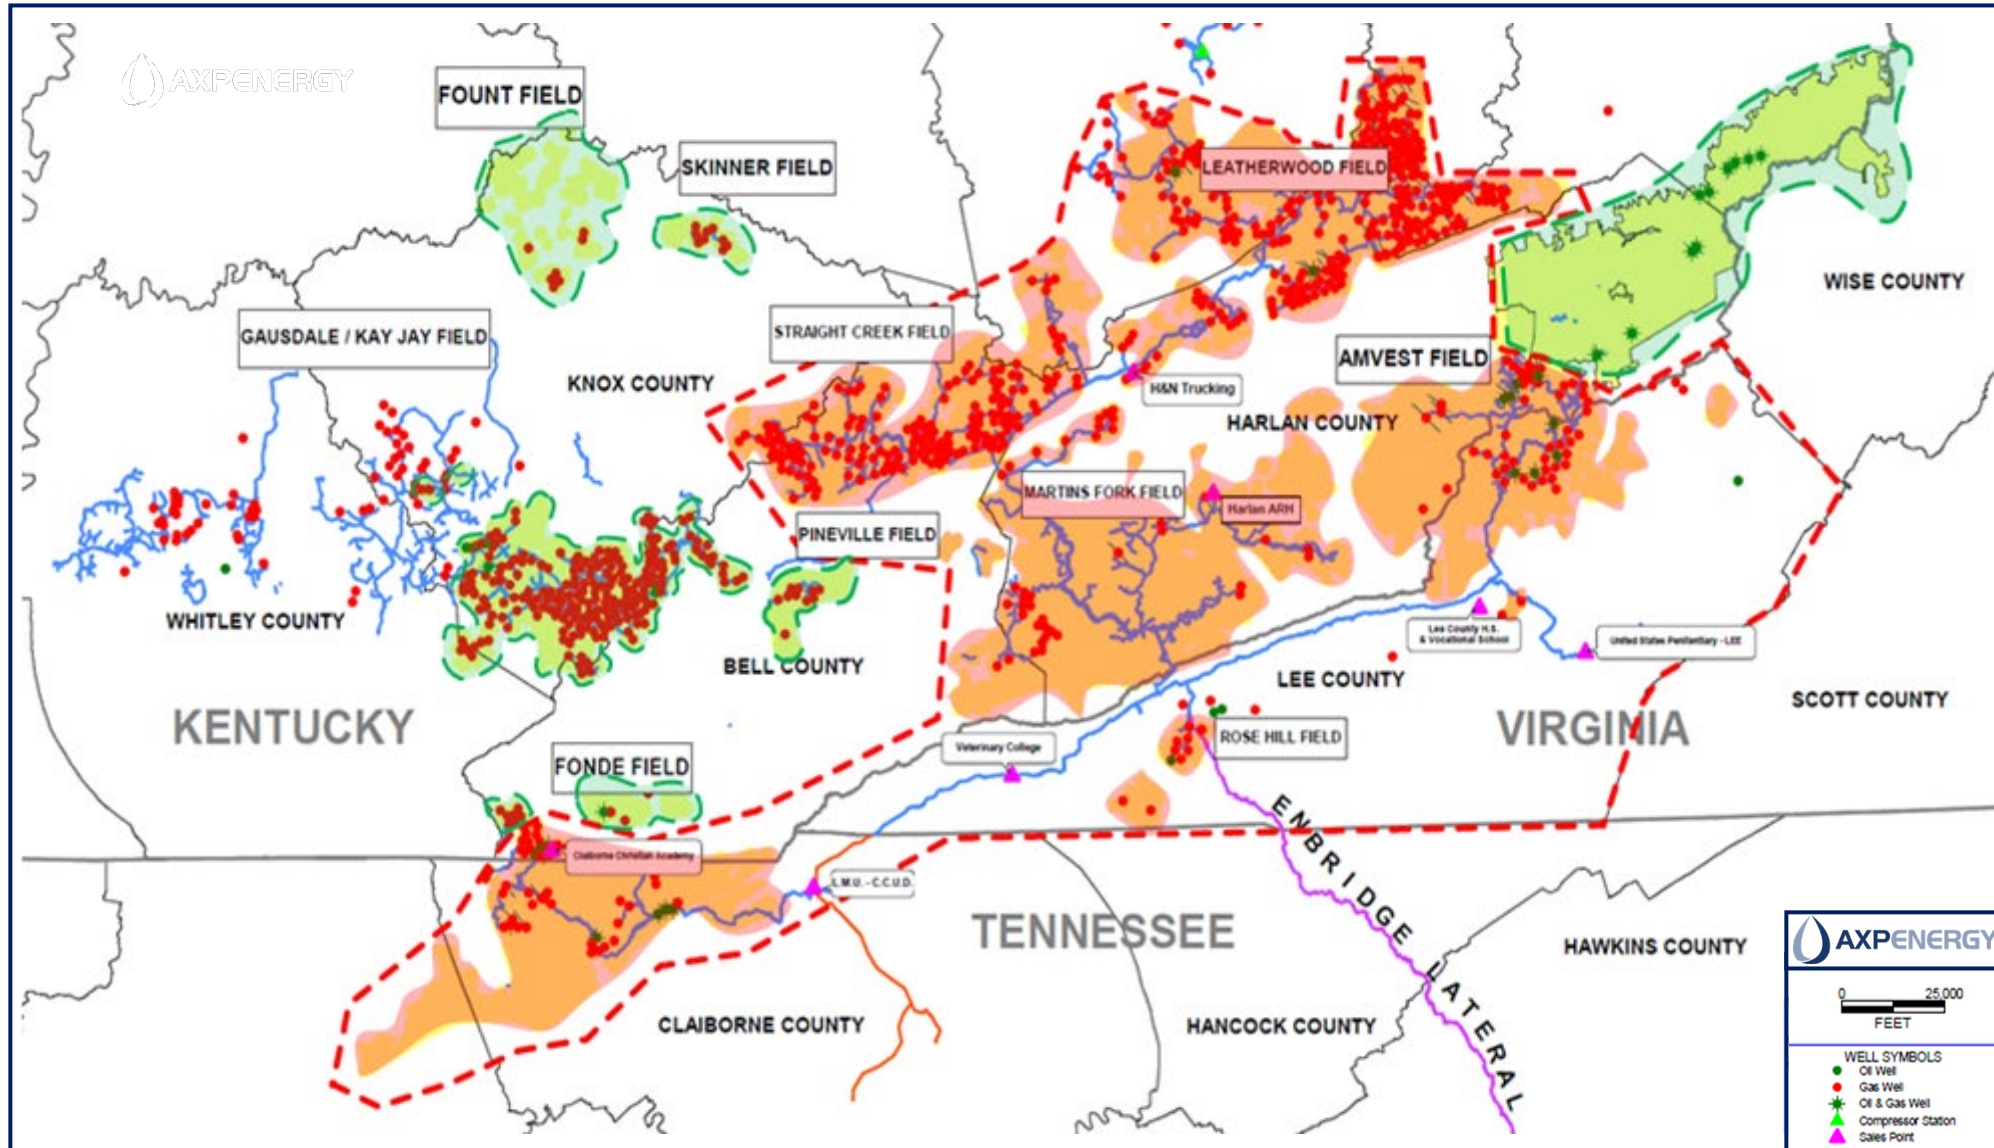 AXPENERGY
FOUNT FIELD
SKINNER FIELD
LEATHERWOOD FIELD
WISE COUNTY
GAUSDALE / KAY JAY FIELD
STRAIGHT CREEK FIELD
AMVEST FIELD
KNOX COUNTY
H&N Trucking
HARLAN COUNTY
MARTINS FORK FIELD
Harlan ARH
PINEVILLE FIELD
WHITLEY COUNTY
BELL COUNTY
Lee County H.S.
& Vocational School
United States Penitentiary - LEE
LEE COUNTY
SCOTT COUNTY
KENTUCKY
VIRGINIA
ROSE HILL FIELD
Veterinary College
FONDE FIELD
Claiborne Christian Academy
L.M.U. - C.C.U.D.
TENNESSEE
ENBRIDGE LATERAL
HAWKINS COUNTY
CLAIBORNE COUNTY
HANCOCK COUNTY
AXPENERGY
0 25,000
FEET
WELL SYMBOLS
Oil Well
Gas Well
Oil & Gas Well
Compressor Station
Sales Point